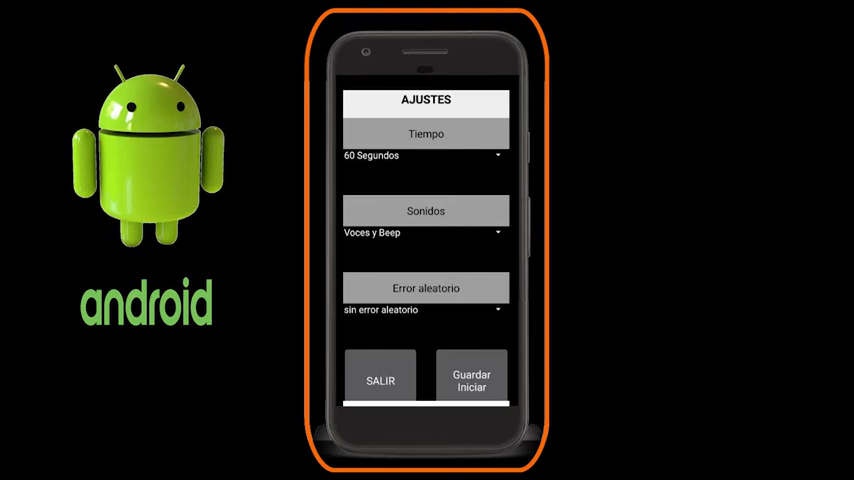 AJUSTES
Tiempo
60 Segundos
Sonidos
Voces y Beep
Error aleatorio
sin error aleatorio
SALIR
Guardar
Iniciar
android